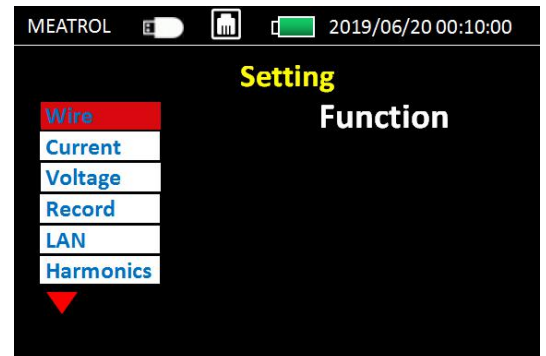 MEATROL 2019/06/20 00:10:00
Setting
Function
Wire
Current
Voltage
Record
LAN
Harmonics